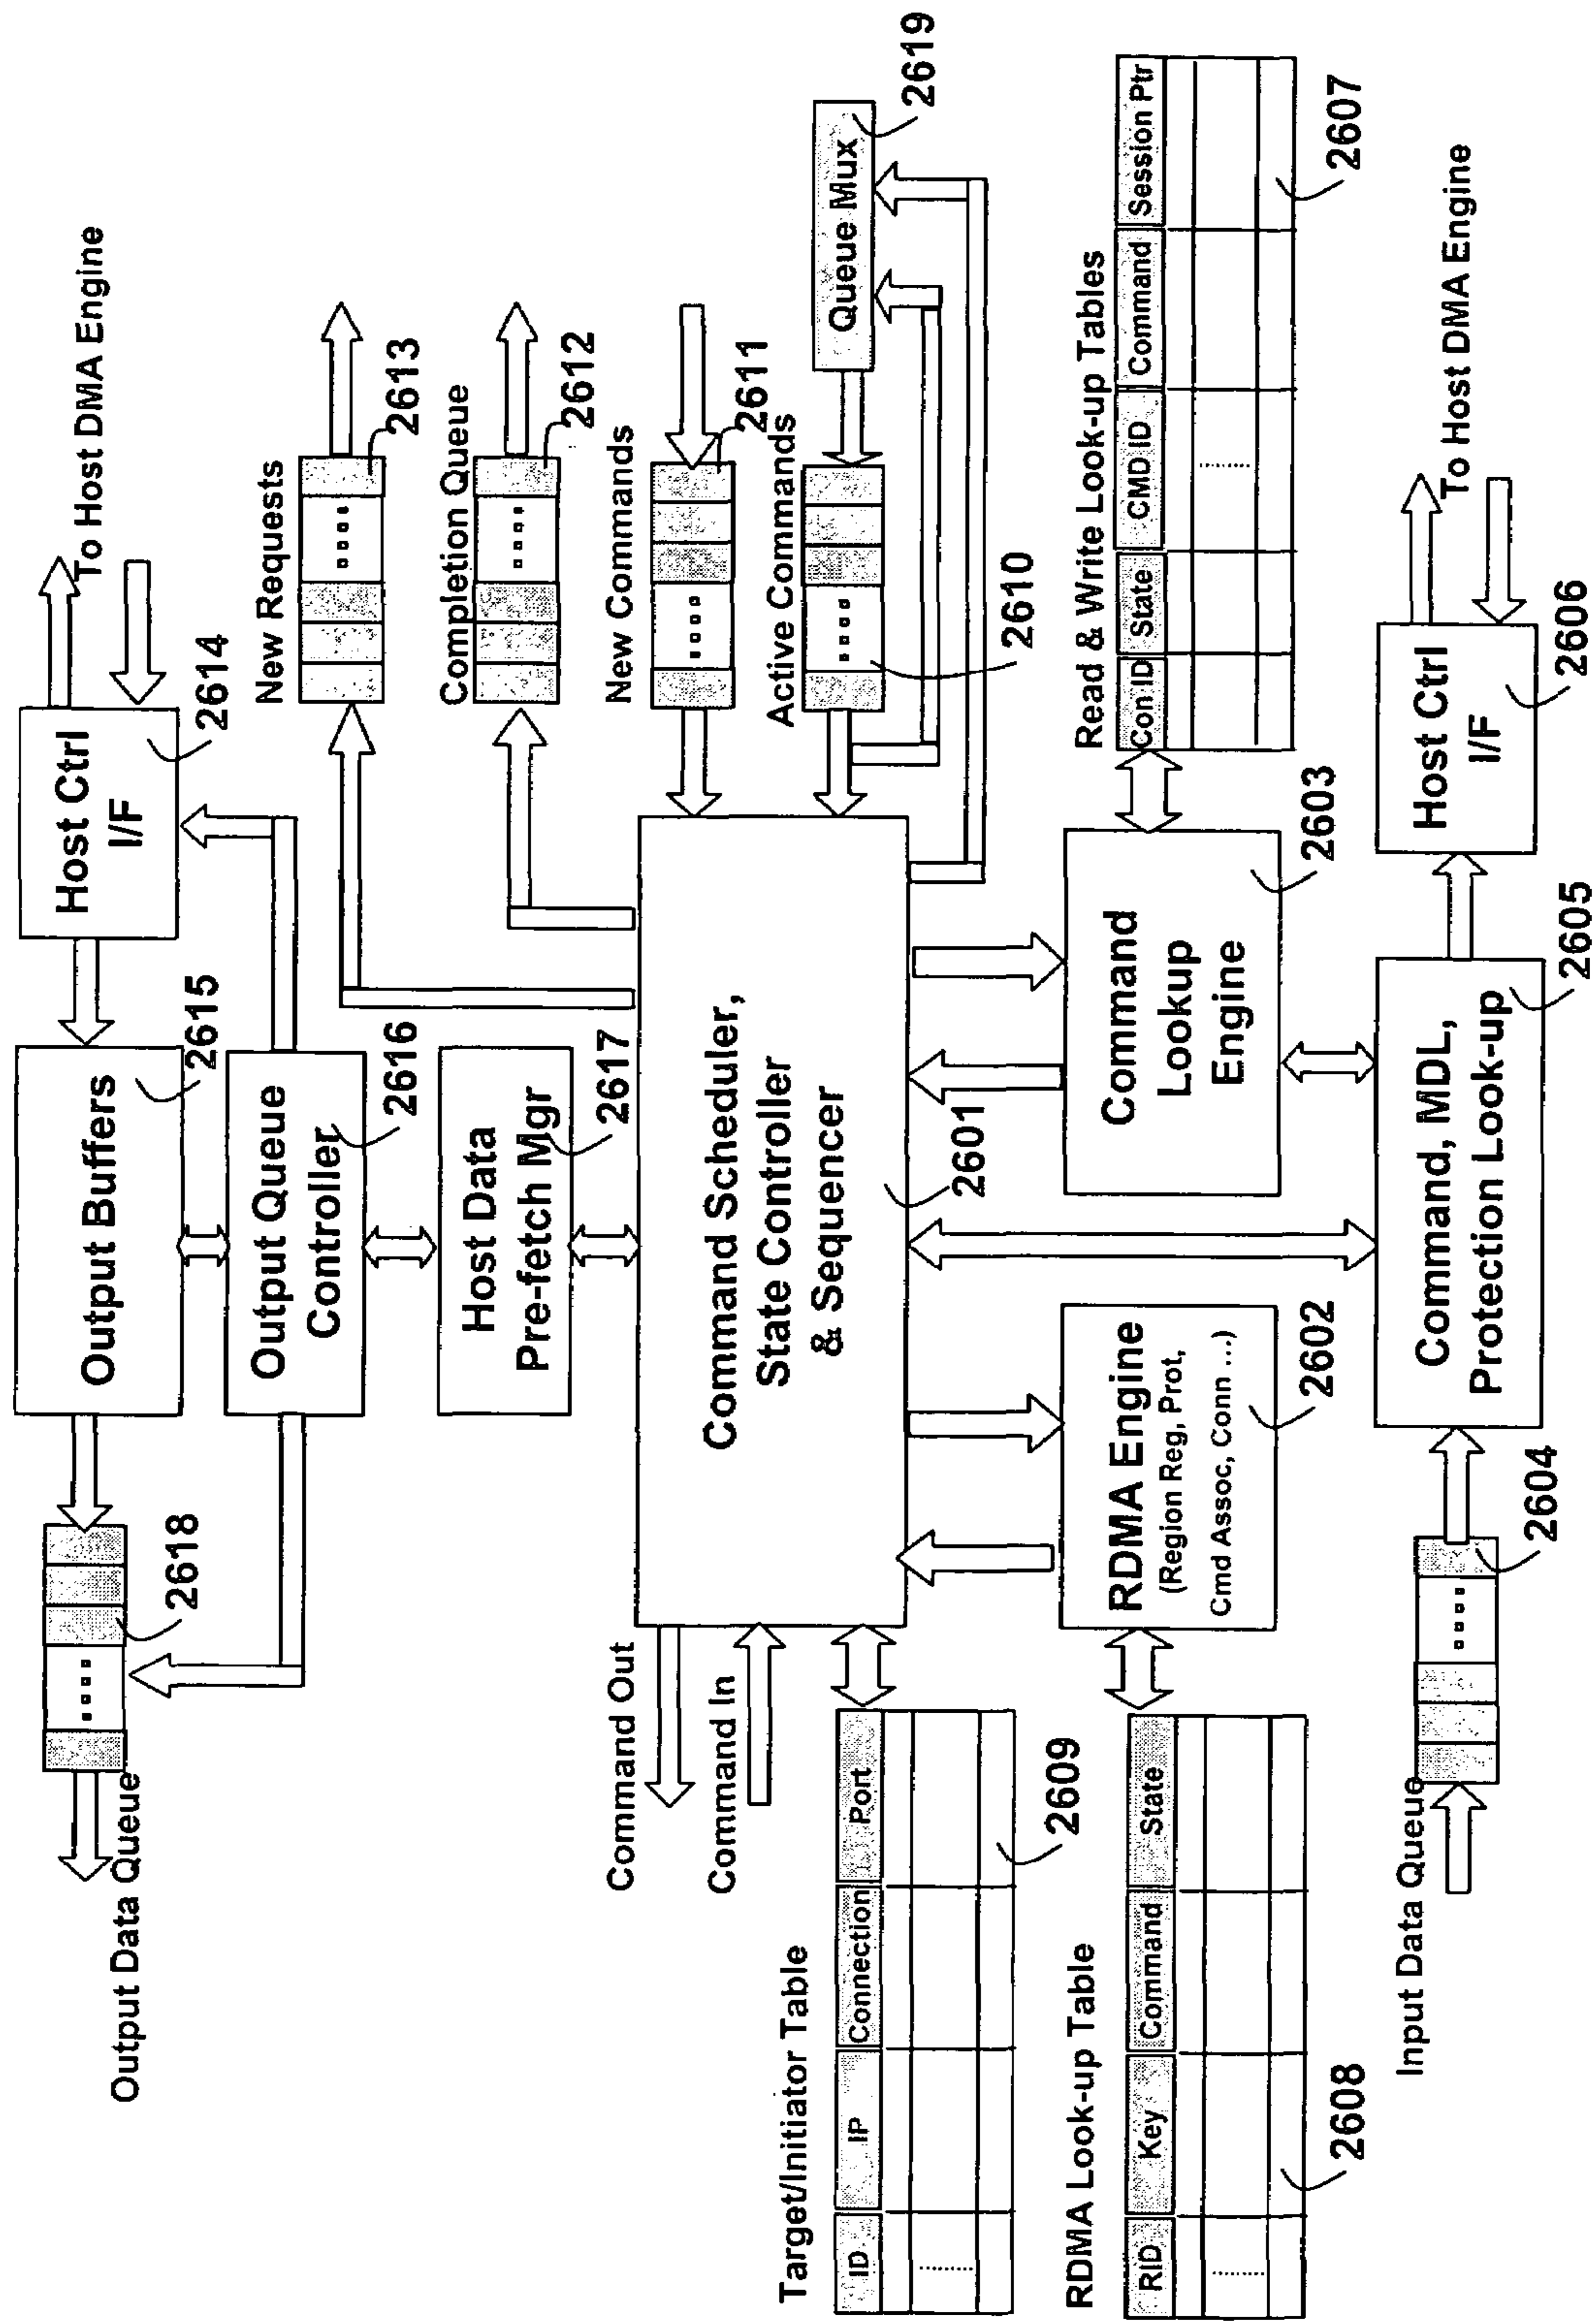 Output Data Queue
2618
Output Buffers
2615
Host Ctrl
I/F
2614
To Host DMA Engine
Output Queue
Controller
2616
Host Data
Pre-fetch Mgr
2617
New Requests
2613
Completion Queue
2612
New Commands
2611
Active Commands
2610
Queue Mux
2619
Command Out
Command In
Command Scheduler,
State Controller
& Sequencer
2601
Target/Initiator Table
ID IP Connection Port
2609
RDMA Look-up Table
RID Key Command State
2608
RDMA Engine
(Region Reg, Prot,
Cmd Assoc, Conn ...)
2602
Command
Lookup
Engine
2603
Read & Write Look-up Tables
Con ID State CMD ID Command Session Ptr
2607
Input Data Queue
2604
Command, MDL,
Protection Look-up
2605
Host Ctrl
I/F
2606
To Host DMA Engine